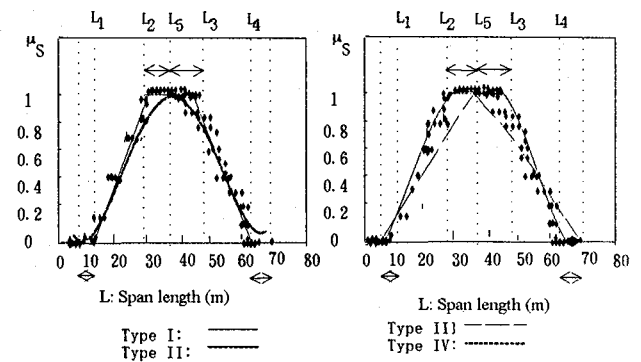 L1 L2 L5 L3 L4
μS
1
0.8
0.6
0.4
0.2
0
0 10 20 30 40 50 60 70 80
L: Span length (m)
Type I:
Type II:
L1 L2 L5 L3 L4
μS
1
0.8
0.6
0.4
0.2
0
0 10 20 30 40 50 60 70 80
L: Span length (m)
Type III
Type IV: